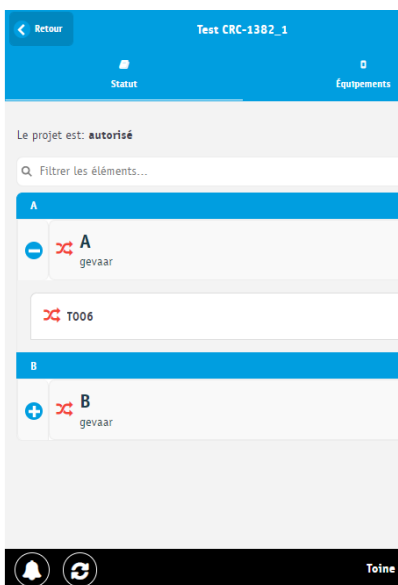 Retour
Test CRC-1382_1
Statut
Équipements
Le projet est: autorisé
Filtrer les éléments...
A
A
gevaar
T006
B
B
gevaar
Toine